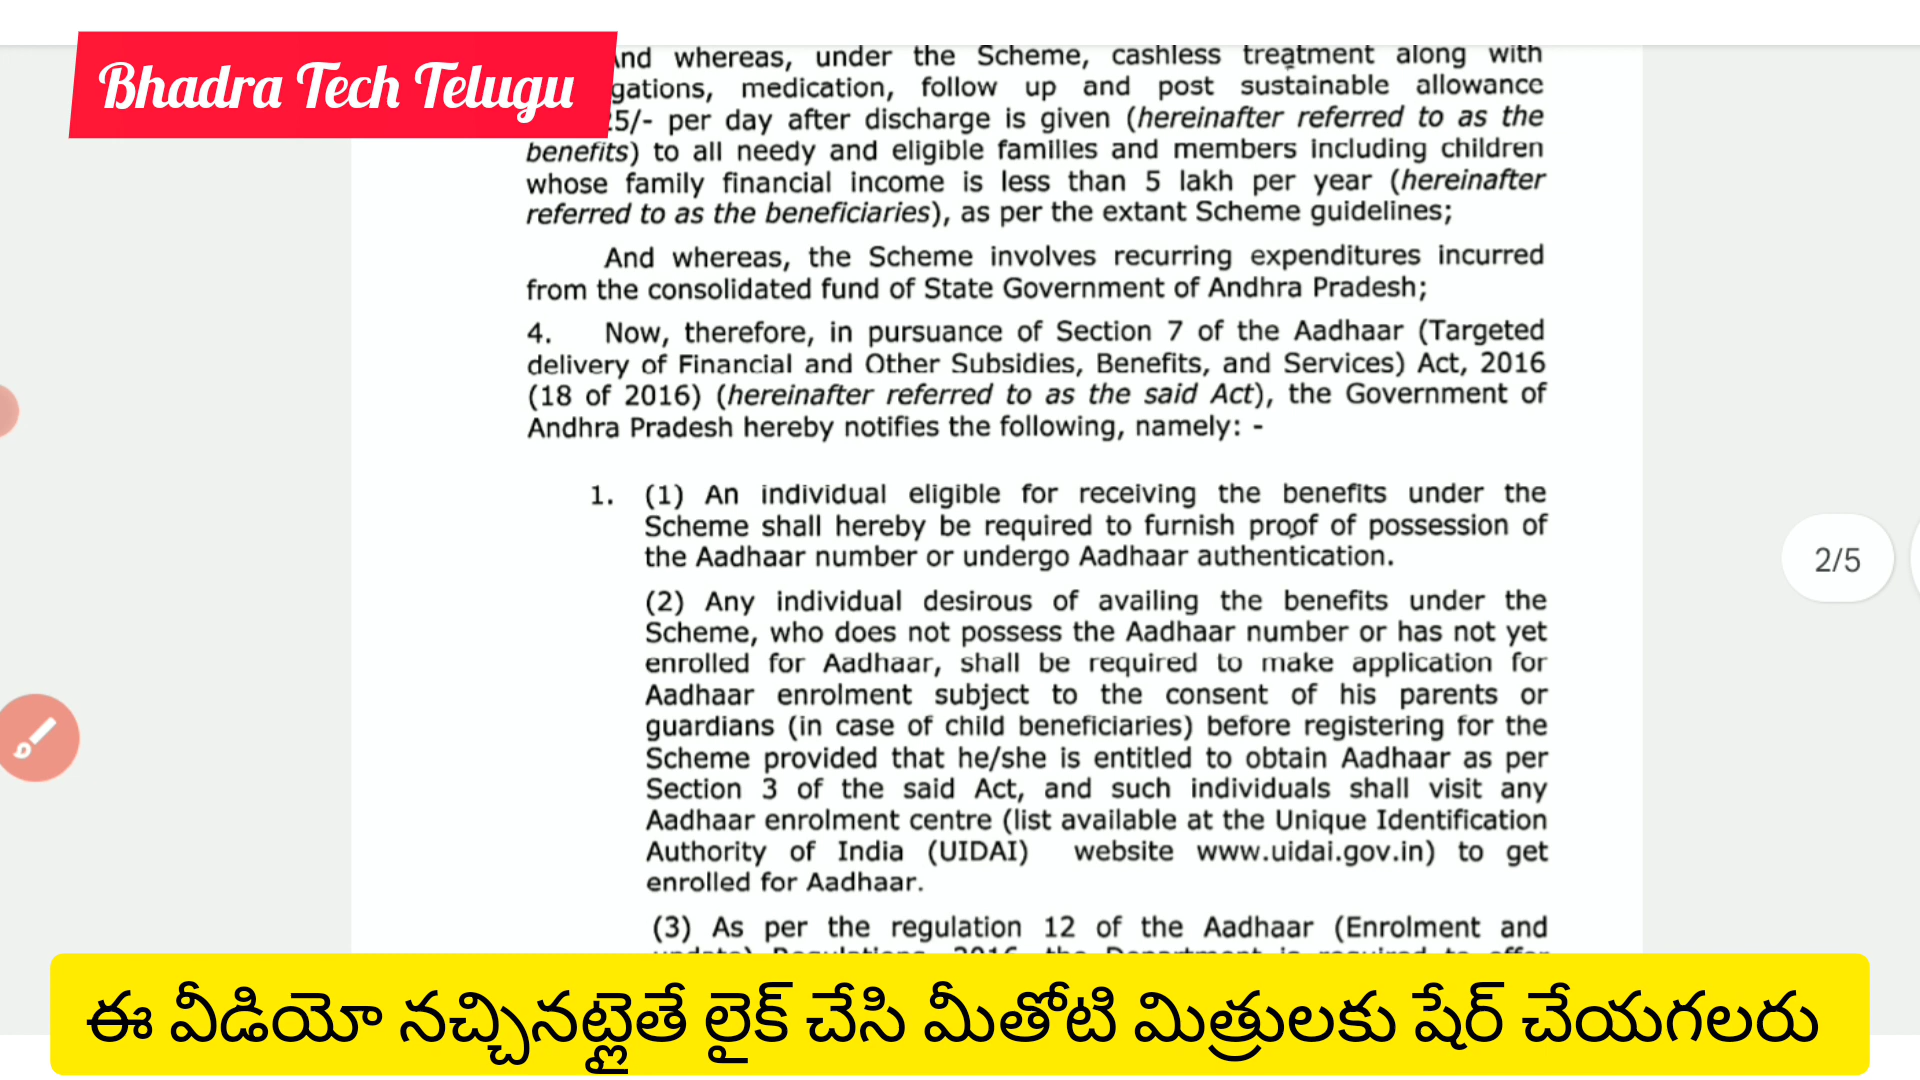 Bhadra Tech Telugu
And whereas, under the Scheme, cashless treatment along with
medication, follow up and post sustainable allowance
per day after discharge is given (hereinafter referred to as the
benefits) to all needy and eligible families and members including children
whose family financial income is less than 5 lakh per year (hereinafter
referred to as the beneficiaries), as per the extant Scheme guidelines;
And whereas, the Scheme involves recurring expenditures incurred
from the consolidated fund of State Government of Andhra Pradesh;
4. Now, therefore, in pursuance of Section 7 of the Aadhaar (Targeted
delivery of Financial and Other Subsidies, Benefits, and Services) Act, 2016
(18 of 2016) (hereinafter referred to as the said Act), the Government of
Andhra Pradesh hereby notifies the following, namely: -
1. (1) An individual eligible for receiving the benefits under the
Scheme shall hereby be required to furnish proof of possession of
the Aadhaar number or undergo Aadhaar authentication.
2/5
(2) Any individual desirous of availing the benefits under the
Scheme, who does not possess the Aadhaar number or has not yet
enrolled for Aadhaar, shall be required to make application for
Aadhaar enrolment subject to the consent of his parents or
guardians (in case of child beneficiaries) before registering for the
Scheme provided that he/she is entitled to obtain Aadhaar as per
Section 3 of the said Act, and such individuals shall visit any
Aadhaar enrolment centre (list available at the Unique Identification
Authority of India (UIDAI) website www.uidai.gov.in) to get
enrolled for Aadhaar.
(3) As per the regulation 12 of the Aadhaar (Enrolment and
ఈ వీడియో నచ్చినట్లైతే లైక్ చేసి మీతోటి మిత్రులకు షేర్ చేయగలరు